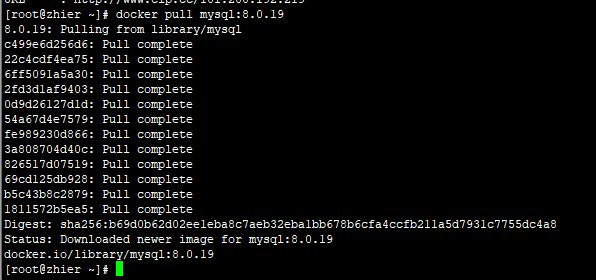 [root@zhier ~]# docker pull mysql:8.0.19
8.0.19: Pulling from library/mysql
c499e6d256d6: Pull complete
22c4cdf4ea75: Pull complete
6ff5091a5a30: Pull complete
2fd3d1af9403: Pull complete
0d9d26127d1d: Pull complete
54a67d4e7579: Pull complete
fe989230d866: Pull complete
3a808704d40c: Pull complete
826517d07519: Pull complete
69cd125db928: Pull complete
b5c43b8c2879: Pull complete
1811572b5ea5: Pull complete
Digest: sha256:b69d0b62d02ee1eba8c7aeb32eba1bb678b6cfa4ccfb211a5d7931c7755dc4a8
Status: Downloaded newer image for mysql:8.0.19
docker.io/library/mysql:8.0.19
[root@zhier ~]#